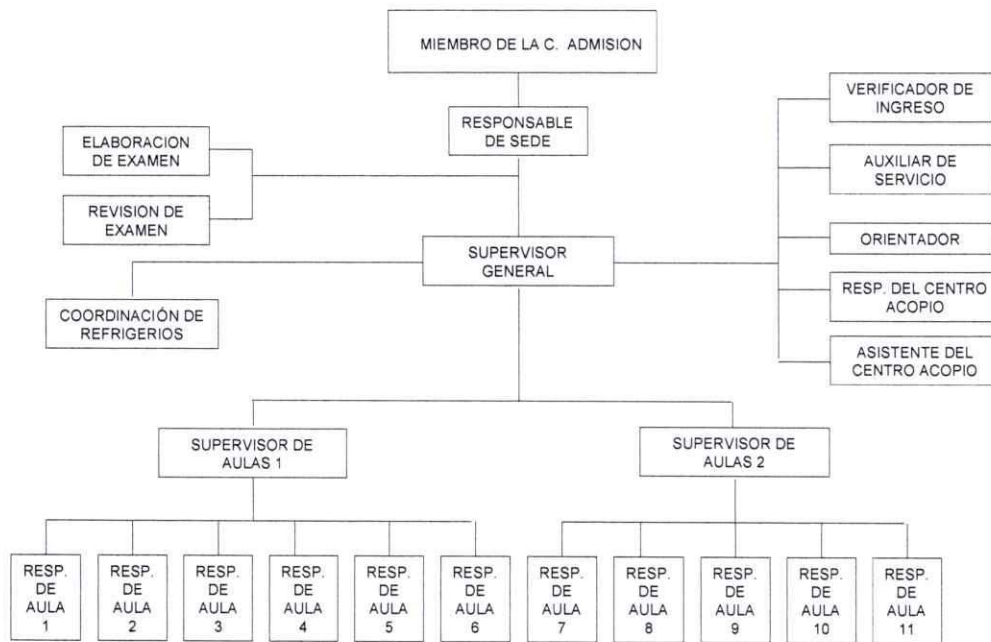 MIEMBRO DE LA C. ADMISION
RESPONSABLE
DE SEDE
ELABORACION
DE EXAMEN
REVISION DE
EXAMEN
VERIFICADOR DE
INGRESO
AUXILIAR DE
SERVICIO
ORIENTADOR
RESP. DEL CENTRO
ACOPIO
ASISTENTE DEL
CENTRO ACOPIO
SUPERVISOR
GENERAL
COORDINACIÓN DE
REFRIGERIOS
SUPERVISOR DE
AULAS 1
SUPERVISOR DE
AULAS 2
RESP.
DE
AULA
1
RESP.
DE
AULA
2
RESP.
DE
AULA
3
RESP.
DE
AULA
4
RESP.
DE
AULA
5
RESP.
DE
AULA
6
RESP.
DE
AULA
7
RESP.
DE
AULA
8
RESP.
DE
AULA
9
RESP.
DE
AULA
10
RESP.
DE
AULA
11